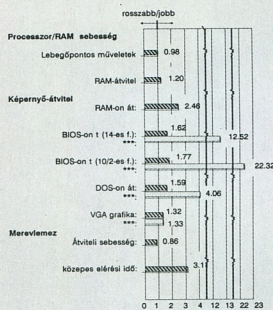 rosszabb/jobb
Processzor/RAM sebesség
Lebegőpontos műveletek 0.98
RAM-átvitel 1.20
Képernyő-átvitel
RAM-on át: 2.46
BIOS-on t (14-es f.): 1.62
***: 12.52
BIOS-on t (10/2-es f.): 1.77
***: 22.32
DOS-on át: 1.59
***: 4.06
VGA grafika: 1.32
***: 1.33
Merevlemez
Átviteli sebesség: 0.86
közepes elérési idő: 3.11
0 1 2 3 4 12 13 22 23